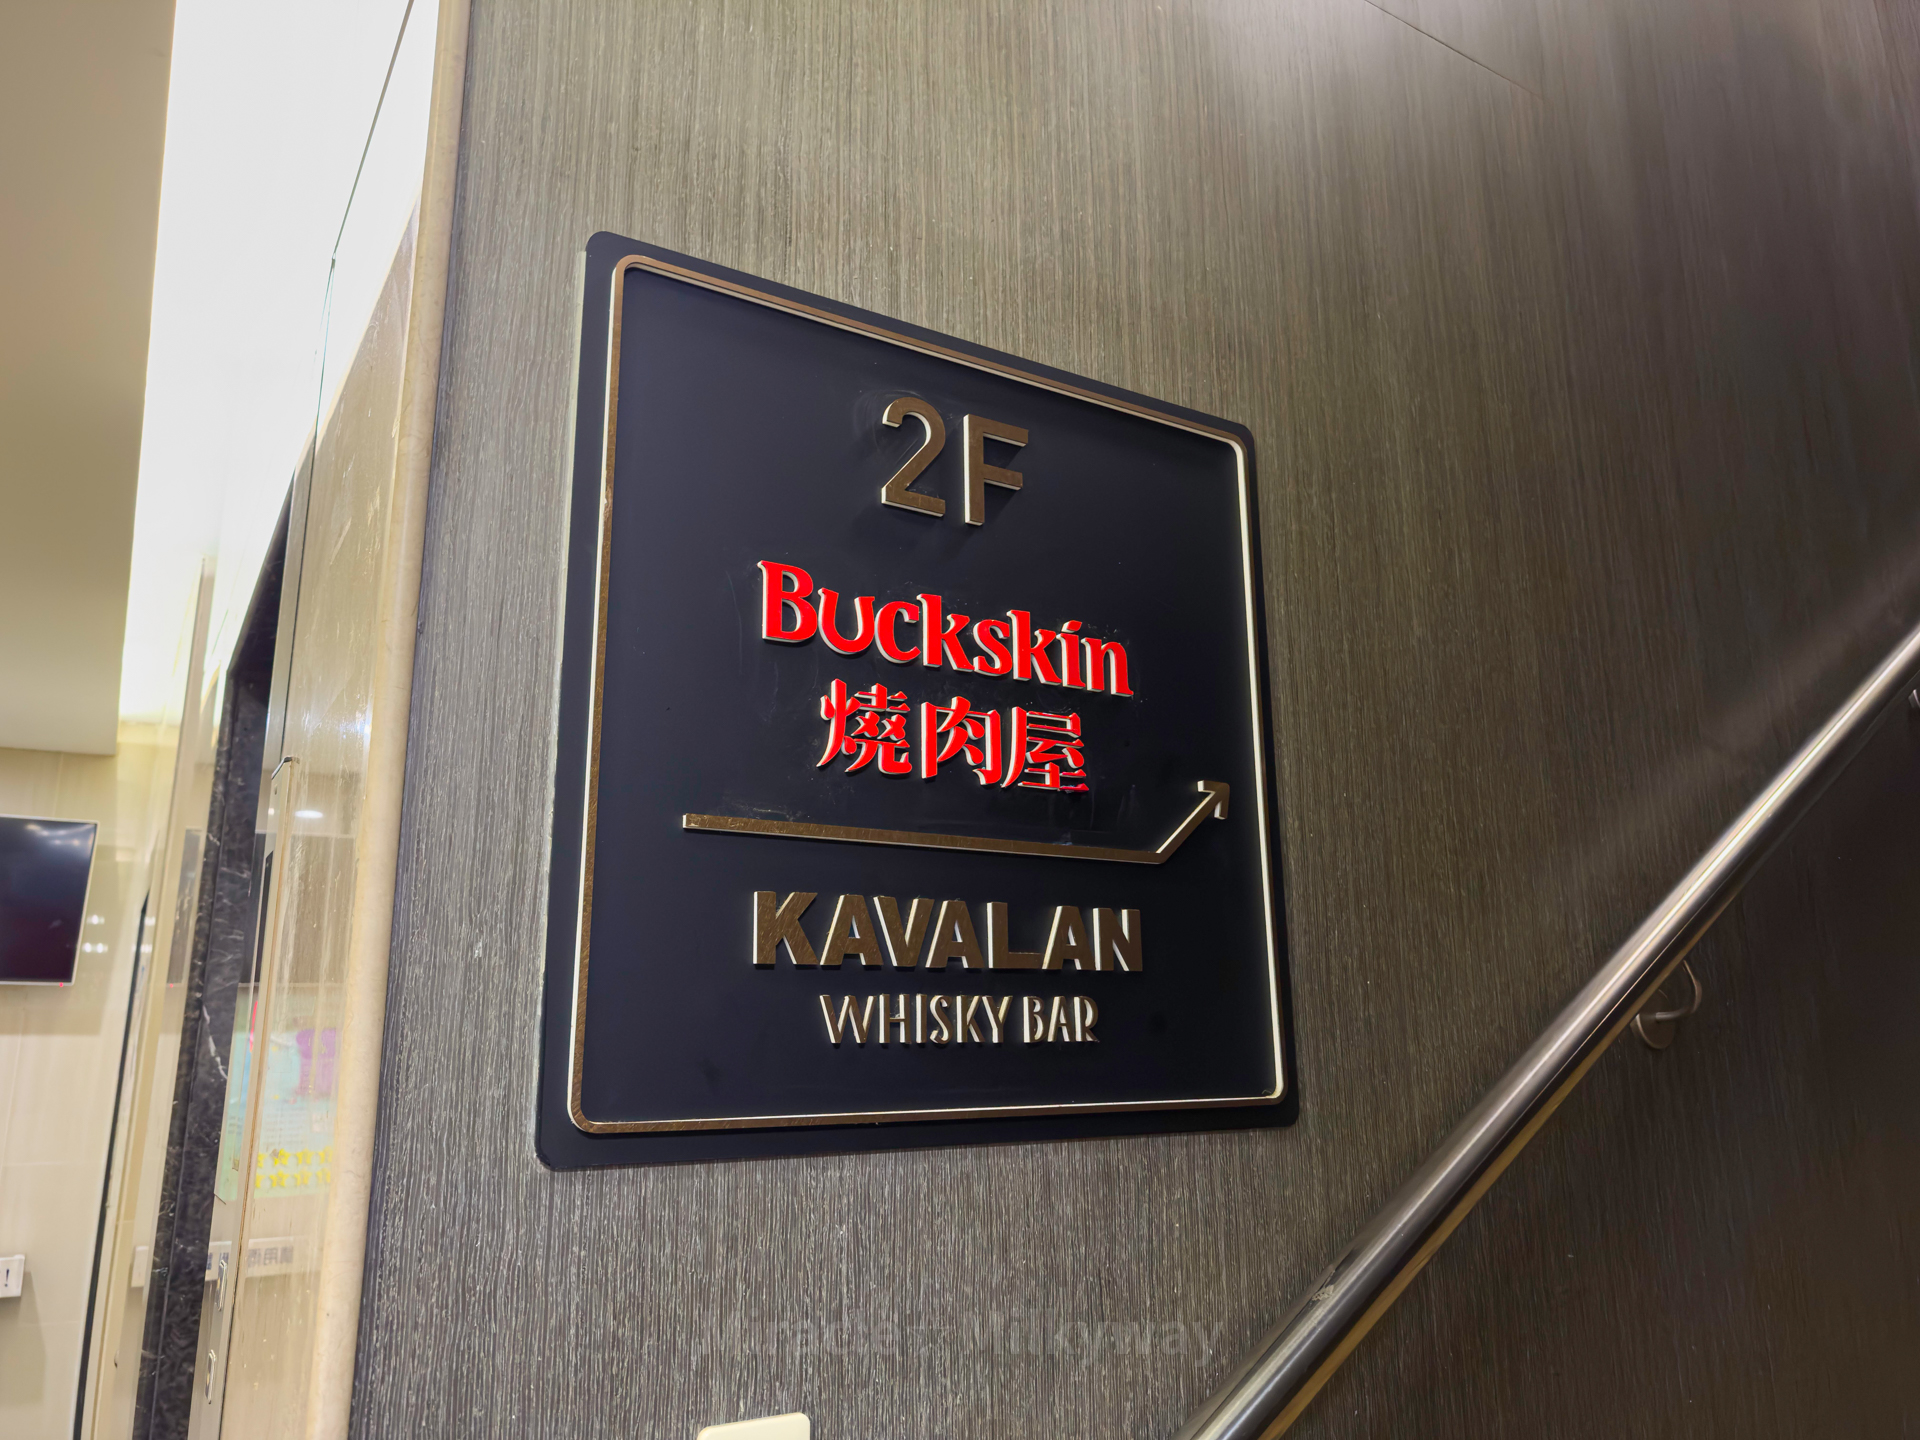 2F
Buckskin
燒肉屋
KAVALAN
WHISKY BAR